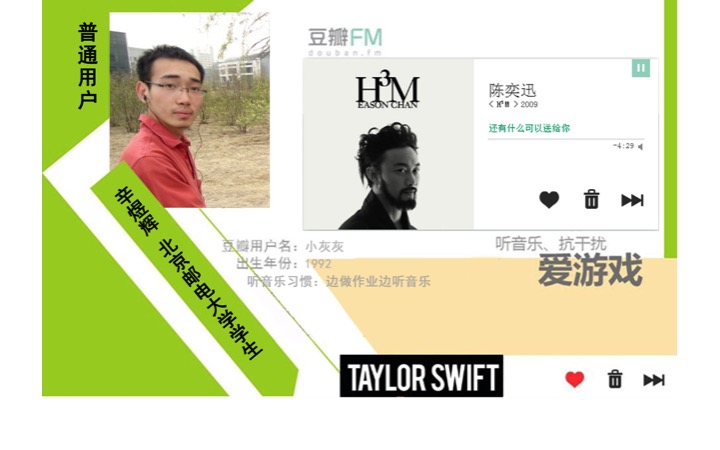 普通用户
豆瓣FM
douban.fm
H³M
EASON CHAN
陈奕迅
< H³M > 2009
还有什么可以送给你
-4:29
辛煜辉 北京邮电大学学生
豆瓣用户名：小灰灰
出生年份：1992
听音乐习惯：边做作业边听音乐
听音乐、抗干扰
爱游戏
TAYLOR SWIFT